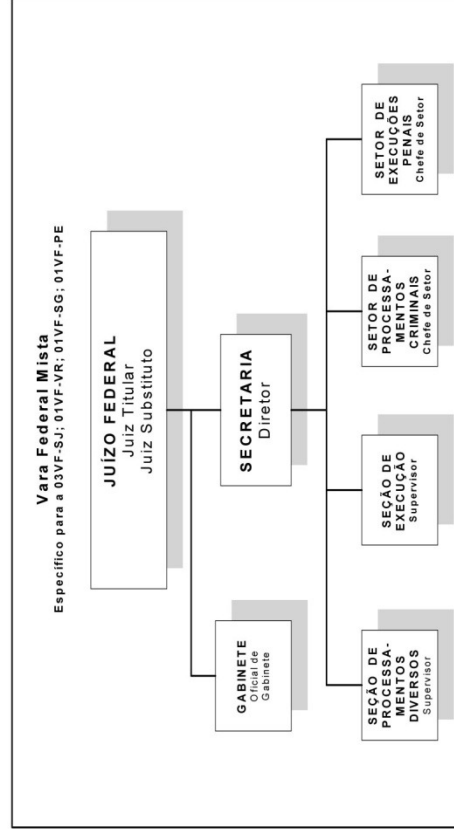 Vara Federal Mista
Específico para a 03VF-SJ; 01VF-VR; 01VF-SG; 01VF-PE
JUÍZO FEDERAL
Juiz Titular
Juiz Substituto
GABINETE
Oficial de
Gabinete
SECRETARIA
Diretor
SEÇÃO DE
PROCESSA-
MENTOS
DIVERSOS
Supervisor
SEÇÃO DE
EXECUÇÃO
Supervisor
SETOR DE
PROCESSA-
MENTOS
CRIMINAIS
Chefe de Setor
SETOR DE
EXECUÇÕES
PENAIS
Chefe de Setor